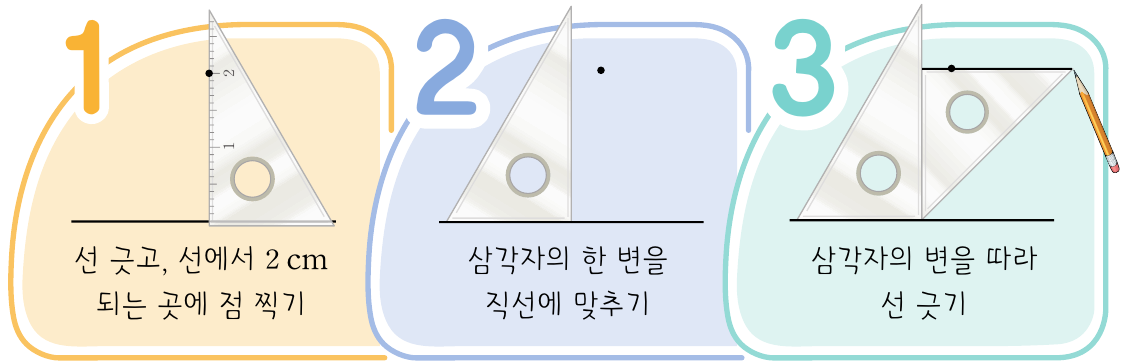 1
2
1
선 긋고, 선에서 2 cm
되는 곳에 점 찍기
2
삼각자의 한 변을
직선에 맞추기
3
삼각자의 변을 따라
선 긋기